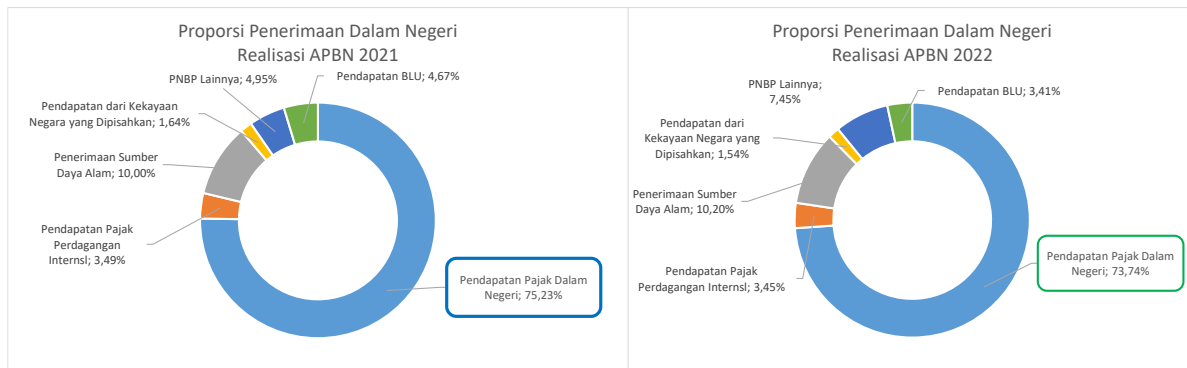 Proporsi Penerimaan Dalam Negeri
Realisasi APBN 2021
PNBP Lainnya; 4,95%
Pendapatan BLU; 4,67%
Pendapatan dari Kekayaan
Negara yang Dipisahkan; 1,64%
Penerimaan Sumber
Daya Alam; 10,00%
Pendapatan Pajak
Perdagangan
Internsl; 3,49%
Pendapatan Pajak Dalam
Negeri; 75,23%
Proporsi Penerimaan Dalam Negeri
Realisasi APBN 2022
PNBP Lainnya;
7,45%
Pendapatan BLU; 3,41%
Pendapatan dari
Kekayaan Negara yang
Dipisahkan; 1,54%
Penerimaan Sumber
Daya Alam; 10,20%
Pendapatan Pajak
Perdagangan Internsl; 3,45%
Pendapatan Pajak Dalam
Negeri; 73,74%